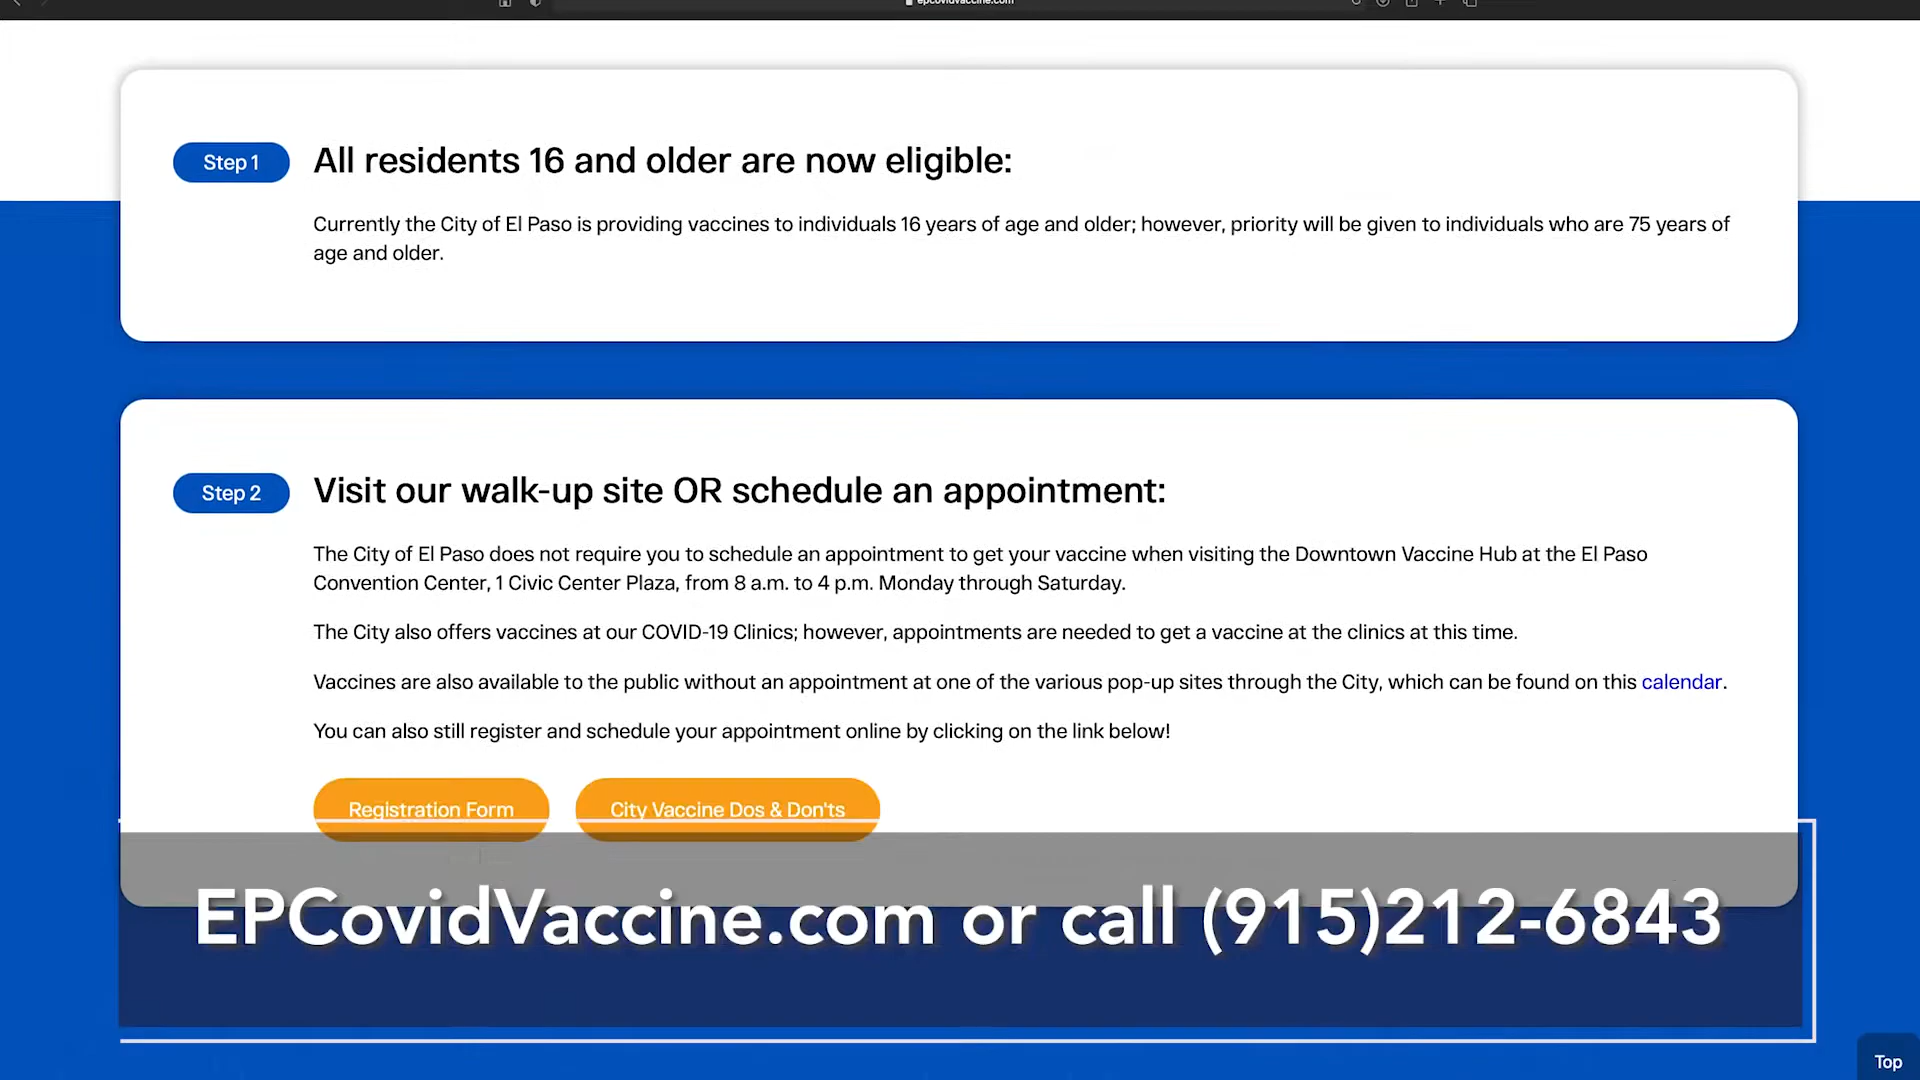 epcovidvaccine.com
Step 1
All residents 16 and older are now eligible:
Currently the City of El Paso is providing vaccines to individuals 16 years of age and older; however, priority will be given to individuals who are 75 years of
age and older.
Step 2
Visit our walk-up site OR schedule an appointment:
The City of El Paso does not require you to schedule an appointment to get your vaccine when visiting the Downtown Vaccine Hub at the El Paso
Convention Center, 1 Civic Center Plaza, from 8 a.m. to 4 p.m. Monday through Saturday.
The City also offers vaccines at our COVID-19 Clinics; however, appointments are needed to get a vaccine at the clinics at this time.
Vaccines are also available to the public without an appointment at one of the various pop-up sites through the City, which can be found on this calendar.
You can also still register and schedule your appointment online by clicking on the link below!
Registration Form
City Vaccine Dos & Don'ts
EPCovidVaccine.com or call (915)212-6843
Top